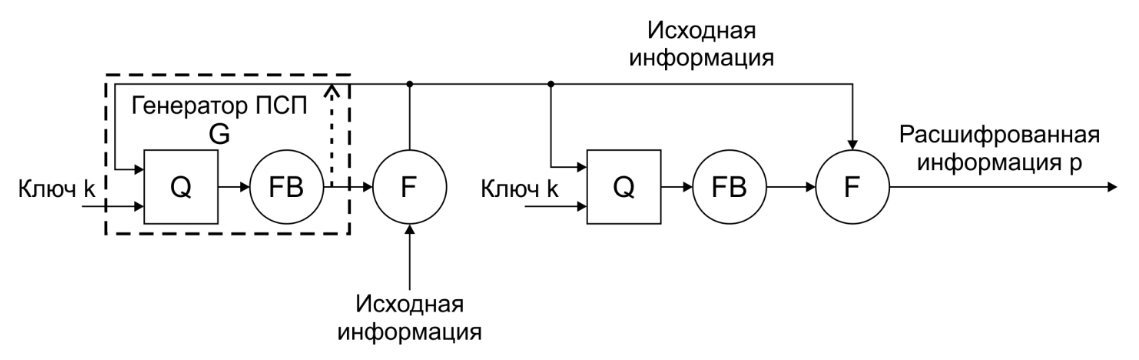 Исходная
информация
Генератор ПСП
G
Расшифрованная
информация p
Ключ k
Q
FB
F
Ключ k
Q
FB
F
Исходная
информация